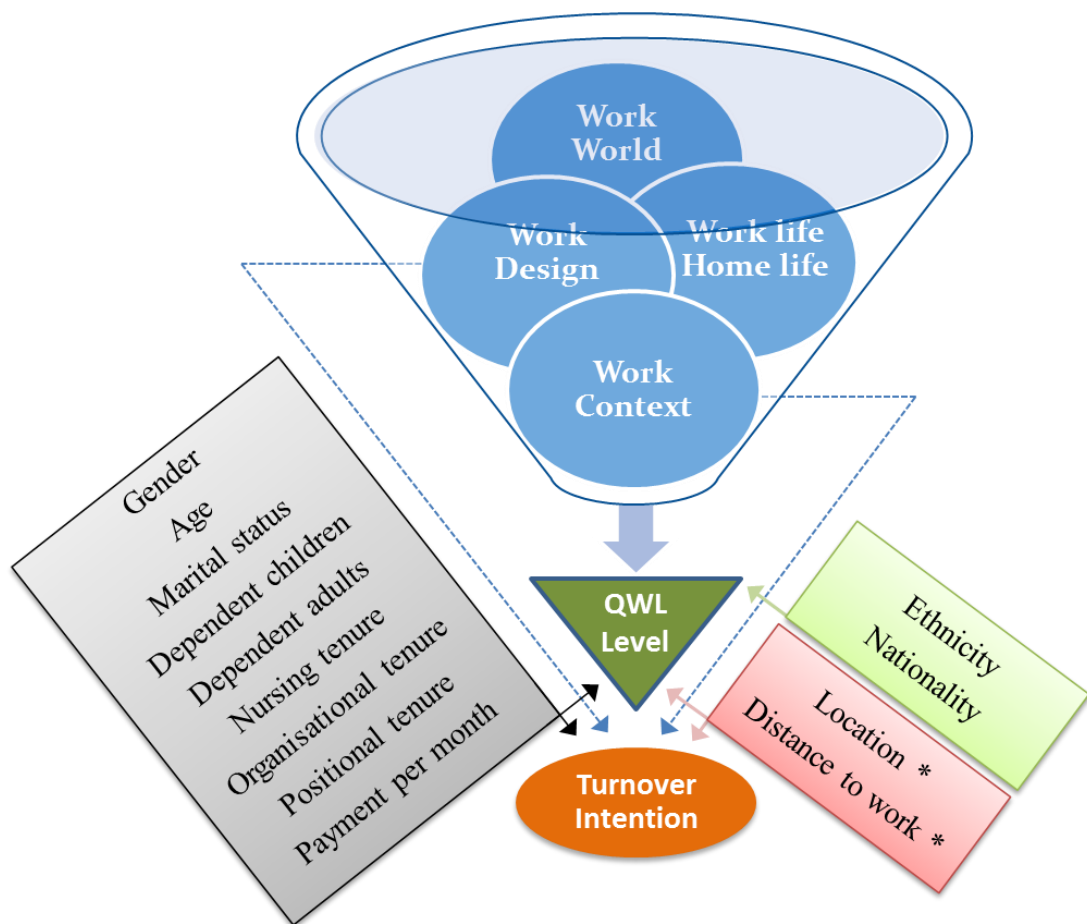 Work
World
Work
Design
Work life
Home life
Work
Context
Gender
Age
Marital status
Dependent children
Dependent adults
Nursing tenure
Organisational tenure
Positional tenure
Payment per month
QWL
Level
Ethnicity
Nationality
Location *
Distance to work *
Turnover
Intention